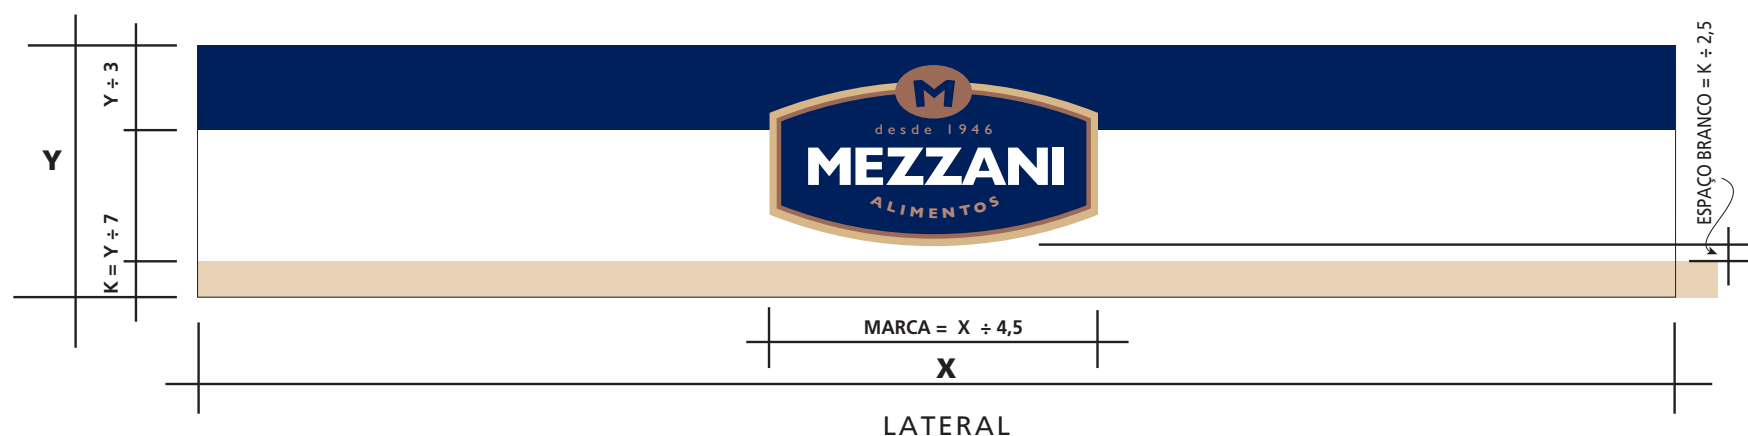 Y
Y ÷ 3
K = Y ÷ 7
M
desde 1946
MEZZANI
ALIMENTOS
ESPAÇO BRANCO = K ÷ 2,5
MARCA = X ÷ 4,5
X
LATERAL